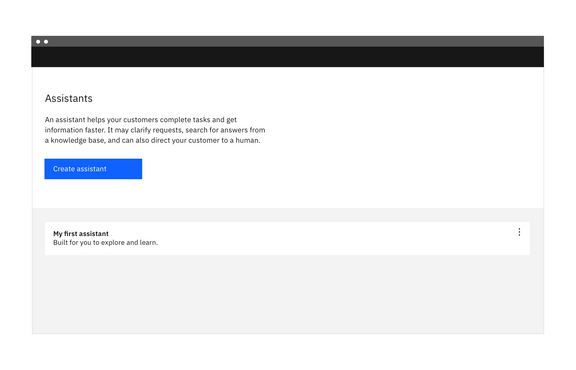 Assistants
An assistant helps your customers complete tasks and get
information faster. It may clarify requests, search for answers from
a knowledge base, and can also direct your customer to a human.
Create assistant
My first assistant
Built for you to explore and learn.